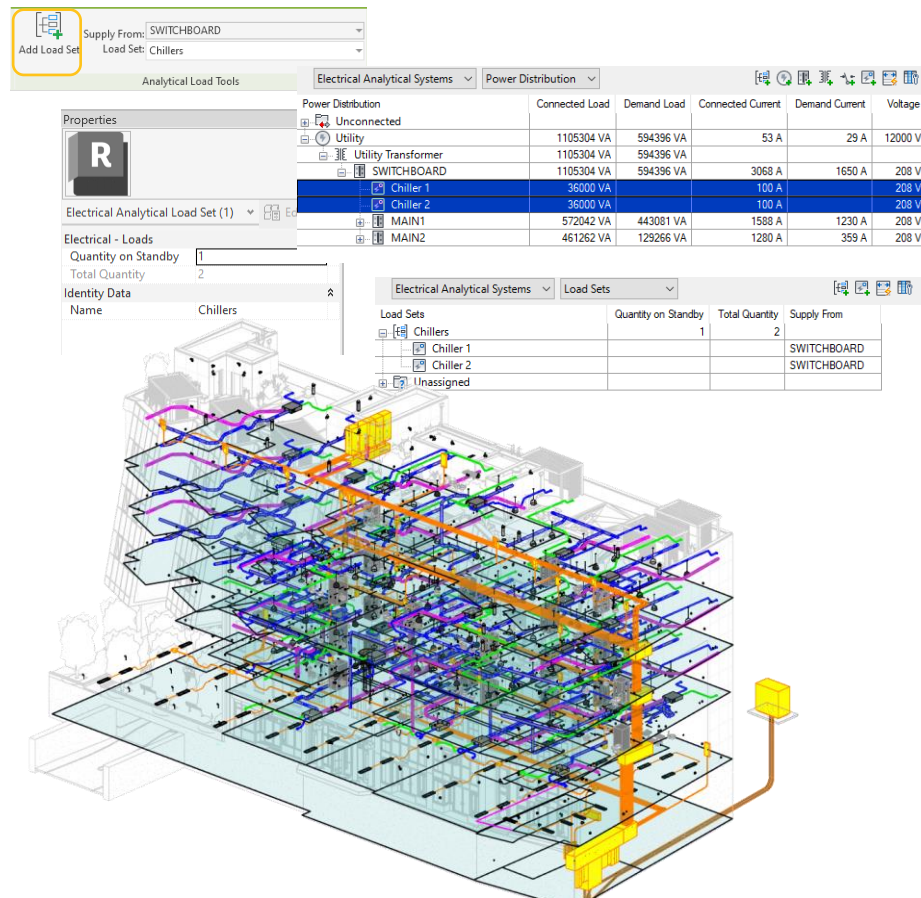 Supply From: SWITCHBOARD
Add Load Set
Load Set: Chillers
Analytical Load Tools
Electrical Analytical Systems Power Distribution
Power Distribution Connected Load Demand Load Connected Current Demand Current Voltage
Unconnected
Utility 1105304 VA 594396 VA 53 A 29 A 12000 V
Utility Transformer 1105304 VA 594396 VA
SWITCHBOARD 1105304 VA 594396 VA 3068 A 1650 A 208 V
Chiller 1 36000 VA 100 A 208 V
Chiller 2 36000 VA 100 A 208 V
MAIN1 572042 VA 443081 VA 1588 A 1230 A 208 V
MAIN2 461262 VA 129266 VA 1280 A 359 A 208 V
Properties
R
Electrical Analytical Load Set (1) Ec
Electrical - Loads
Quantity on Standby 1
Total Quantity 2
Identity Data
Name Chillers
Electrical Analytical Systems Load Sets
Load Sets Quantity on Standby Total Quantity Supply From
Chillers 1 2
Chiller 1 SWITCHBOARD
Chiller 2 SWITCHBOARD
Unassigned